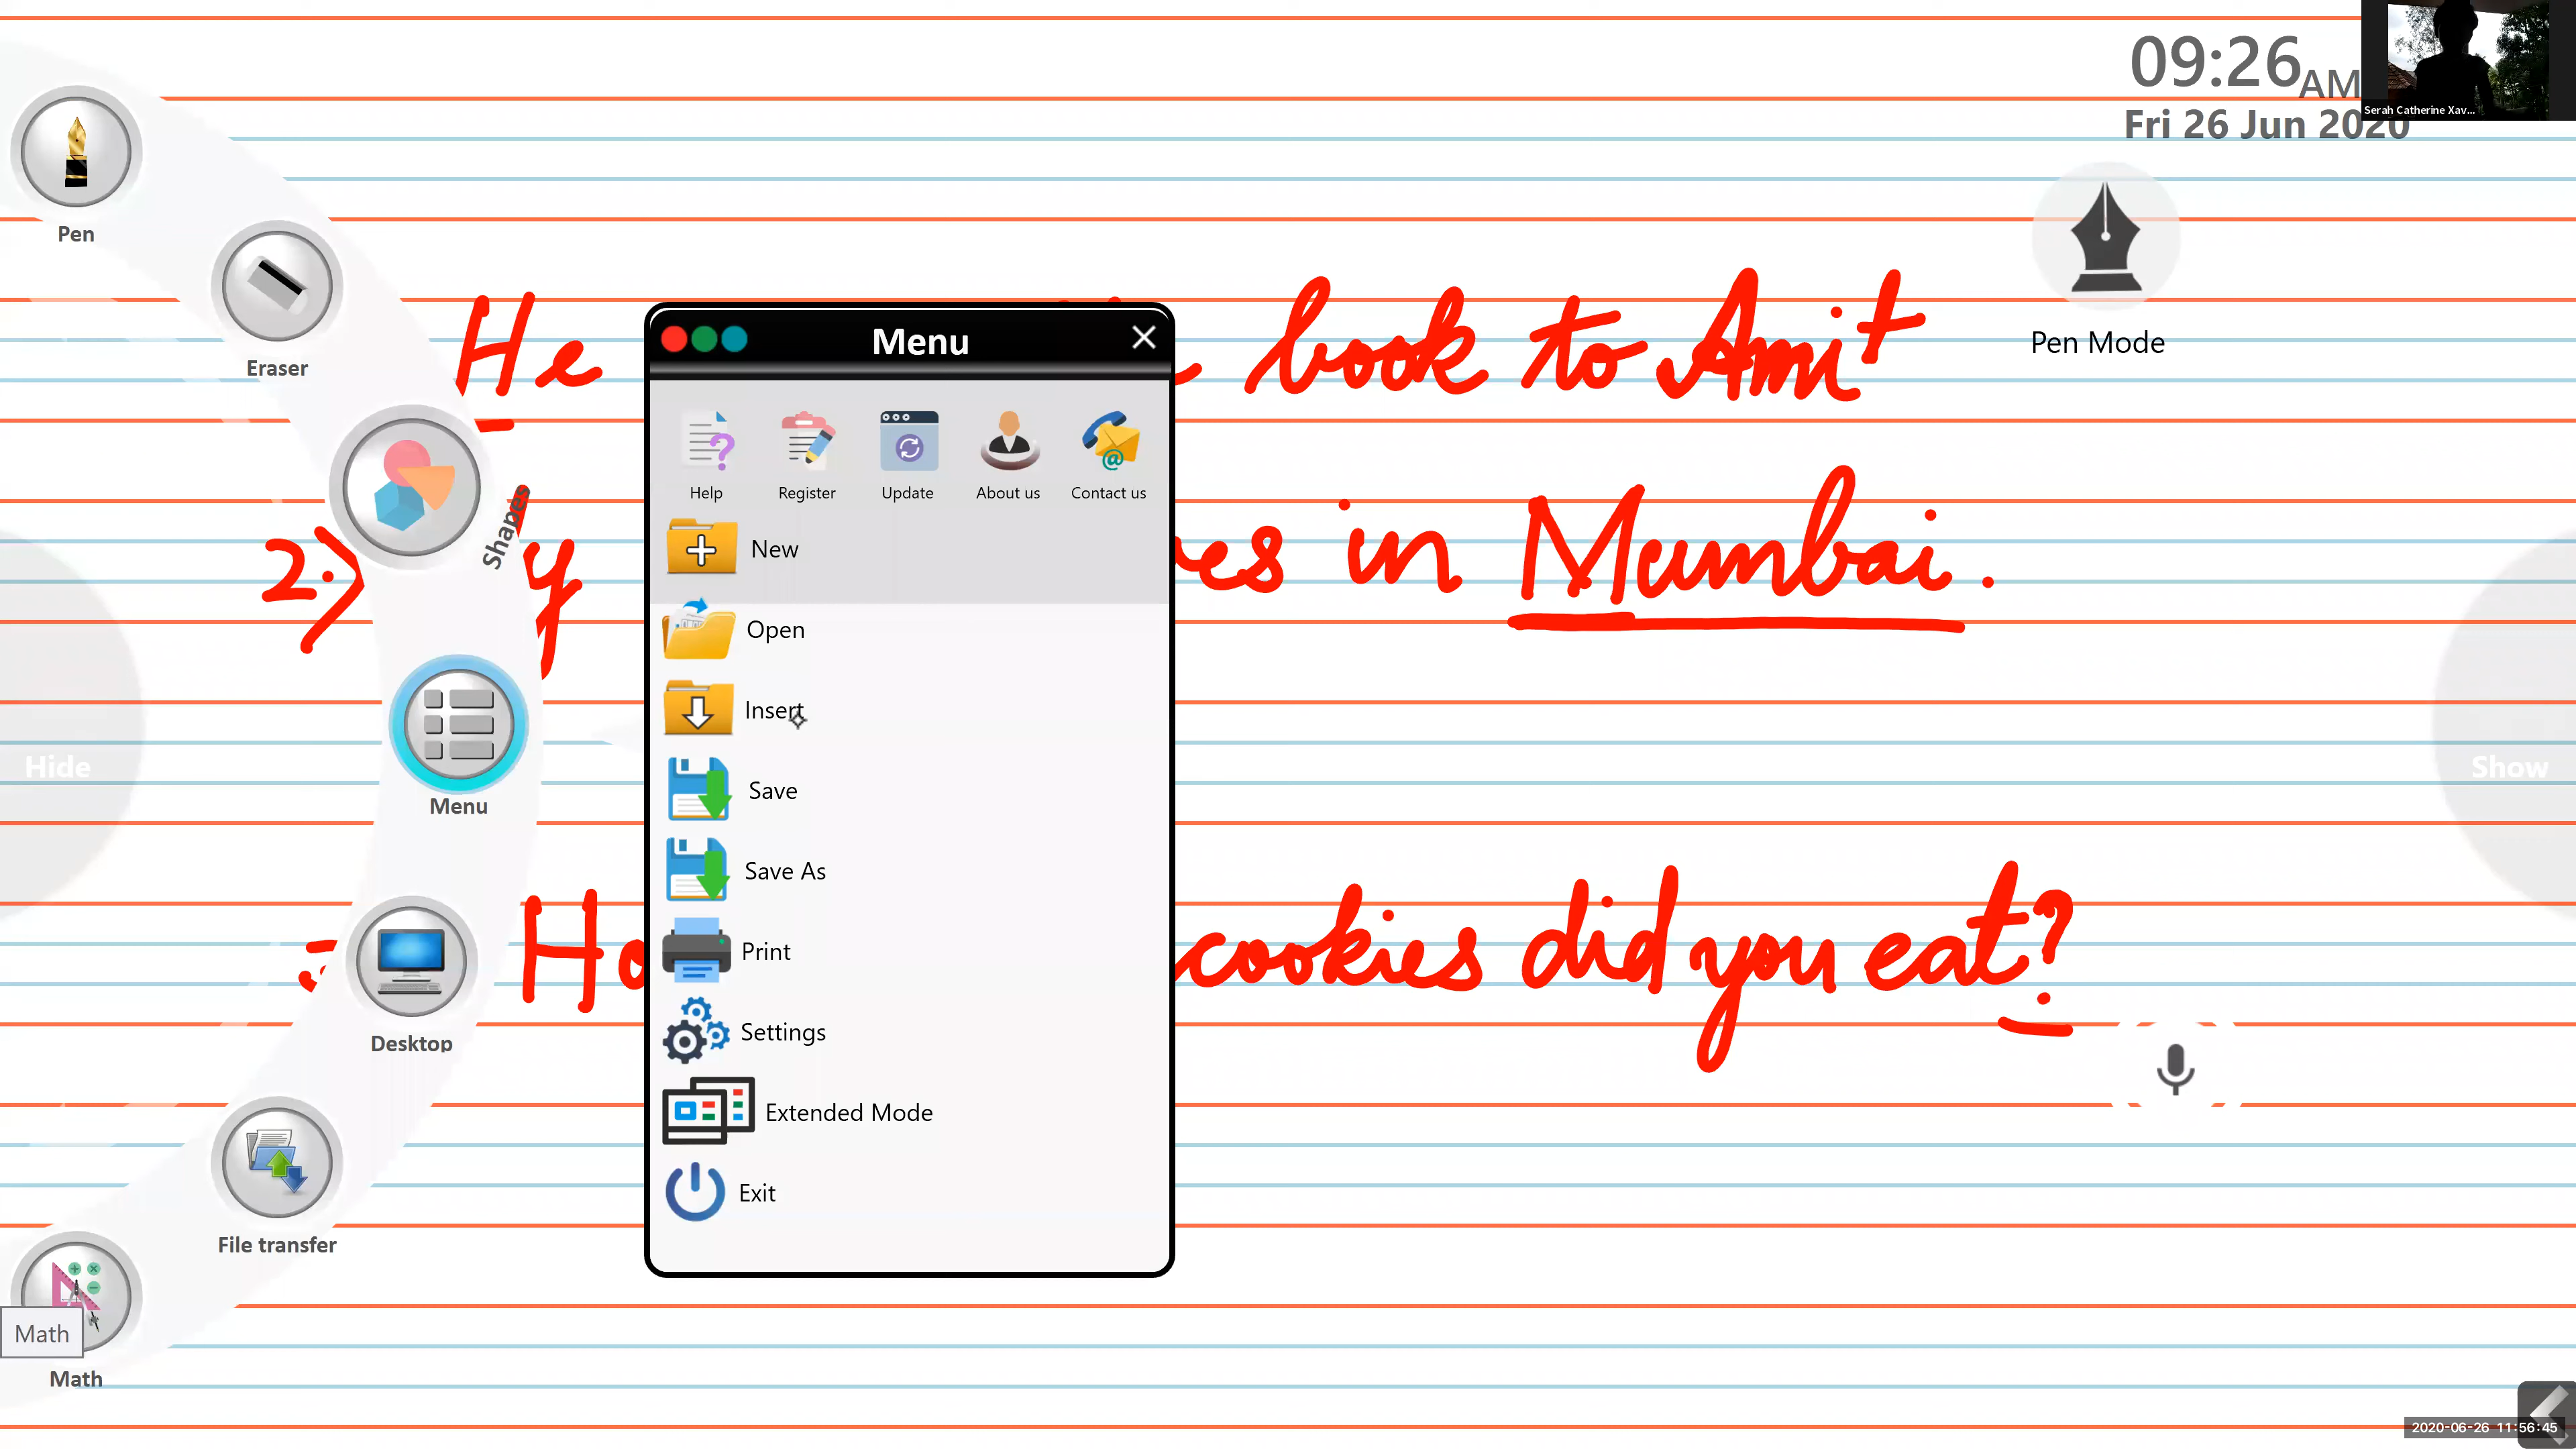 09:26 AM
Fri 26 Jun 2020
Serah Catherine Xav...
Pen
Eraser
Shapes
Menu
Desktop
File transfer
Math
Math
Hide
Show
Pen Mode
Menu
Help Register Update About us Contact us
New
Open
Insert
Save
Save As
Print
Settings
Extended Mode
Exit
He book to Amit
2.) in Mumbai.
cookies did you eat?
2020-06-26 11:56:45